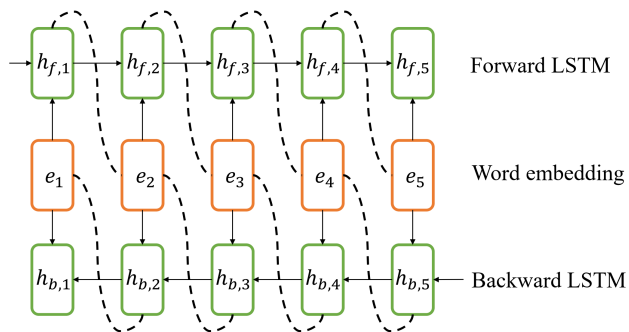 h_{f,1} h_{f,2} h_{f,3} h_{f,4} h_{f,5} Forward LSTM
e_1 e_2 e_3 e_4 e_5 Word embedding
h_{b,1} h_{b,2} h_{b,3} h_{b,4} h_{b,5} Backward LSTM